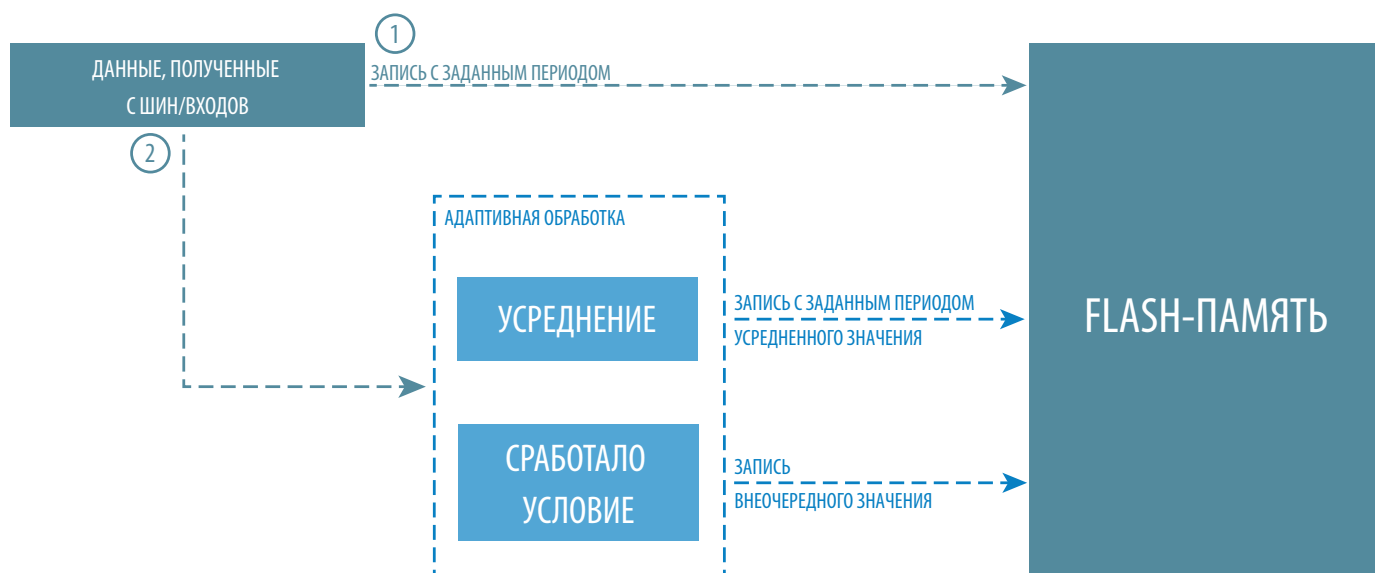 1
ДАННЫЕ, ПОЛУЧЕННЫЕ
С ШИН/ВХОДОВ
ЗАПИСЬ С ЗАДАННЫМ ПЕРИОДОМ
2
АДАПТИВНАЯ ОБРАБОТКА
УСРЕДНЕНИЕ
ЗАПИСЬ С ЗАДАННЫМ ПЕРИОДОМ
УСРЕДНЕННОГО ЗНАЧЕНИЯ
FLASH-ПАМЯТЬ
СРАБОТАЛО
УСЛОВИЕ
ЗАПИСЬ
ВНЕОЧЕРЕДНОГО ЗНАЧЕНИЯ